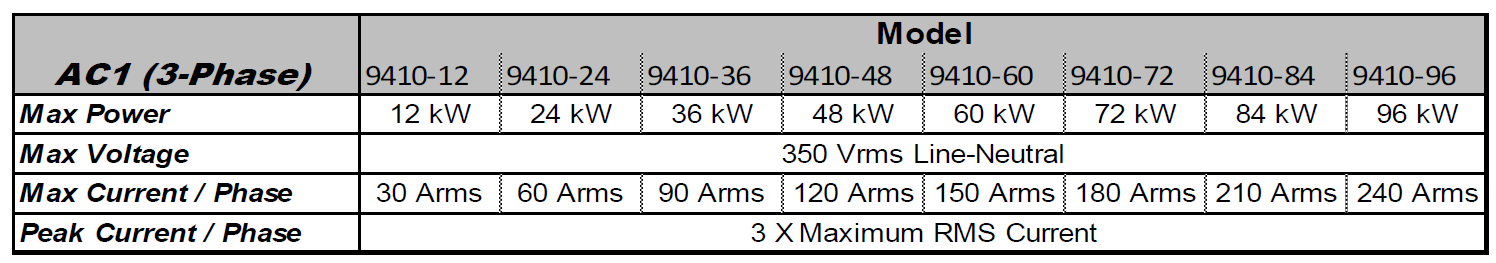 Model
AC1 (3-Phase) 9410-12 9410-24 9410-36 9410-48 9410-60 9410-72 9410-84 9410-96
Max Power 12 kW 24 kW 36 kW 48 kW 60 kW 72 kW 84 kW 96 kW
Max Voltage 350 Vrms Line-Neutral
Max Current / Phase 30 Arms 60 Arms 90 Arms 120 Arms 150 Arms 180 Arms 210 Arms 240 Arms
Peak Current / Phase 3 X Maximum RMS Current